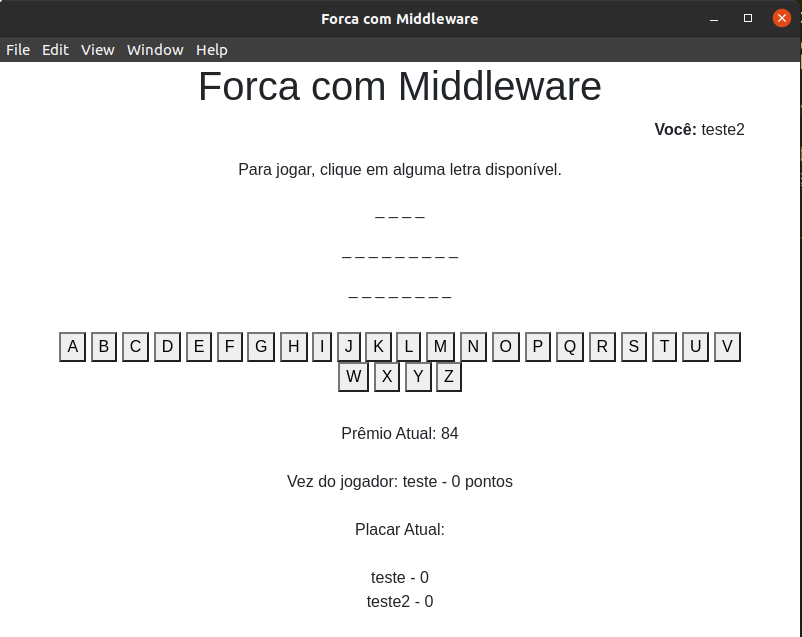 Forca com Middleware
File Edit View Window Help
Forca com Middleware
Você: teste2
Para jogar, clique em alguma letra disponível.
_ _ _ _
_ _ _ _ _ _ _ _ _
_ _ _ _ _ _ _ _
A B C D E F G H I J K L M N O P Q R S T U V
W X Y Z
Prêmio Atual: 84
Vez do jogador: teste - 0 pontos
Placar Atual:
teste - 0
teste2 - 0